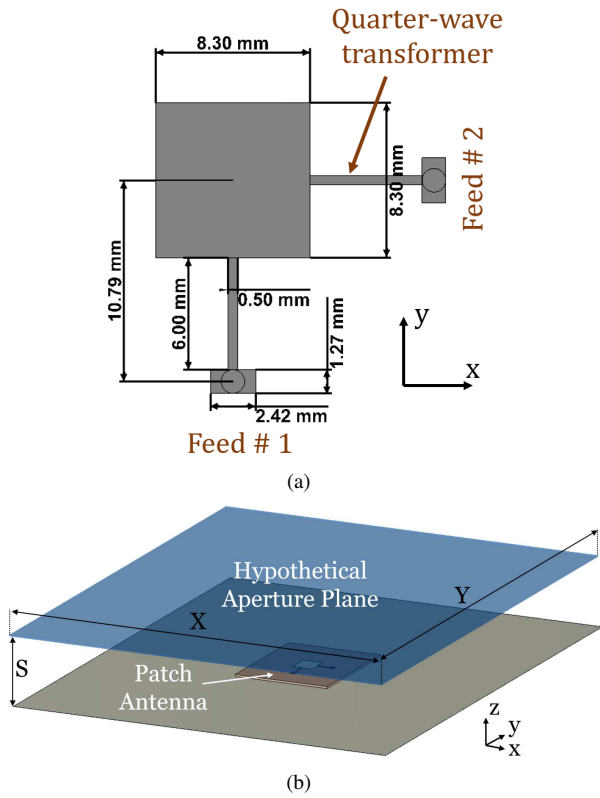 Quarter-wave
transformer
8.30 mm
8.30 mm
Feed # 2
10.79 mm
6.00 mm
0.50 mm
1.27 mm
2.42 mm
Feed # 1
y
x
(a)
Hypothetical
Aperture Plane
X
Y
S
Patch
Antenna
z
y
x
(b)